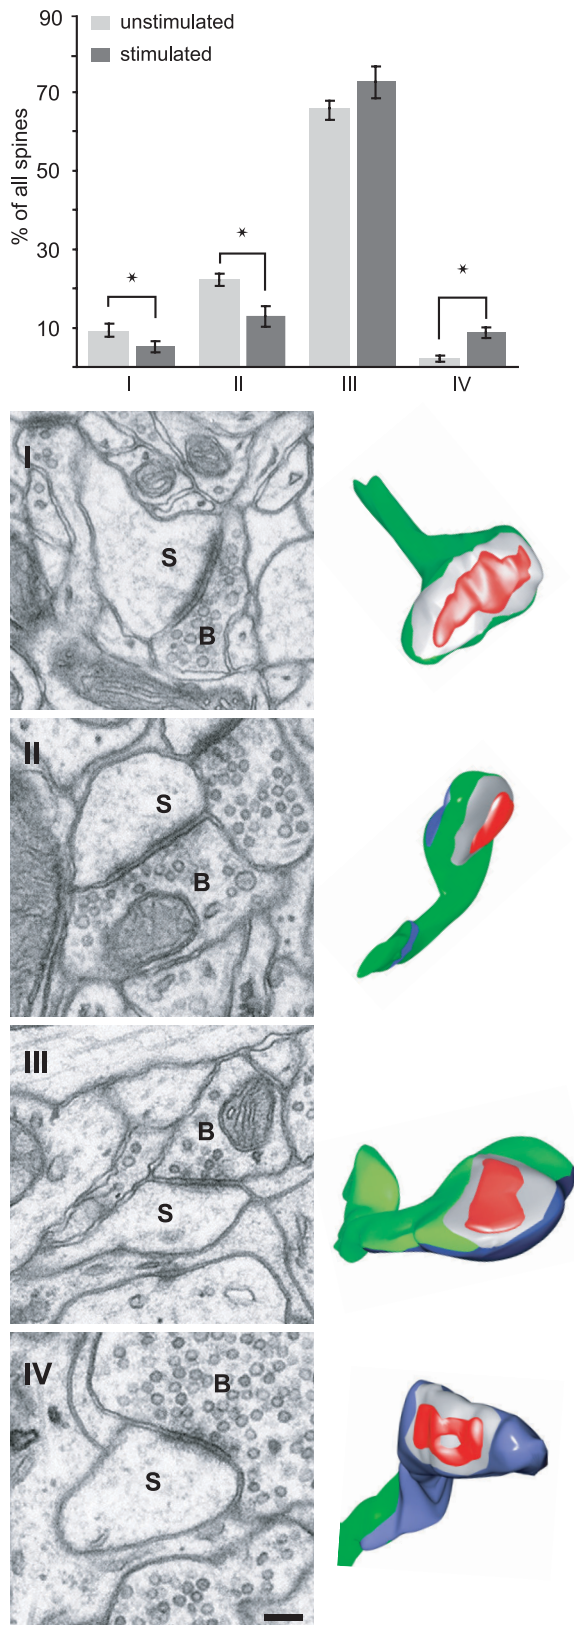 90
unstimulated
stimulated
70
% of all spines
50
30
10
*
*
*
I II III IV
I
S
B
II
S
B
III
B
S
IV
B
S